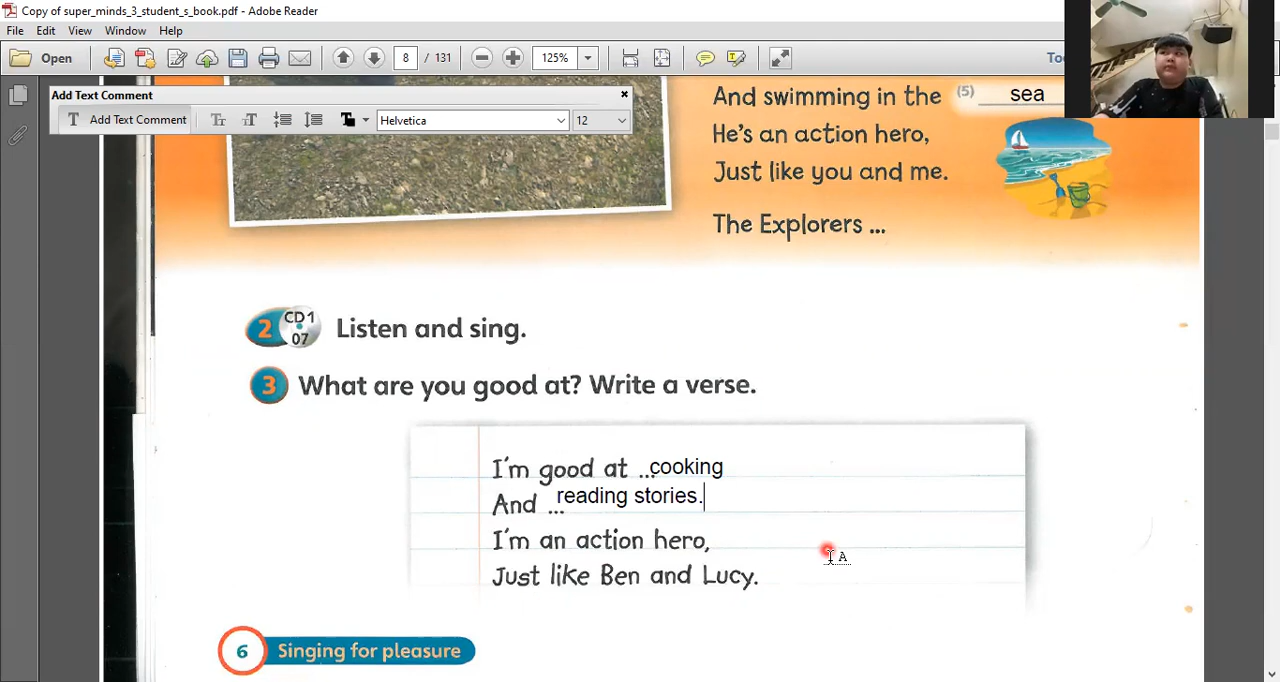 Copy of super_minds_3_student_s_book.pdf - Adobe Reader
File Edit View Window Help
Open 8 / 131 125%
Add Text Comment
T Add Text Comment Helvetica 12
And swimming in the (5) sea
He's an action hero,
Just like you and me.
The Explorers ...
2 CD1 07 Listen and sing.
3 What are you good at? Write a verse.
I'm good at ...cooking
And ... reading stories.
I'm an action hero,
Just like Ben and Lucy.
6 Singing for pleasure